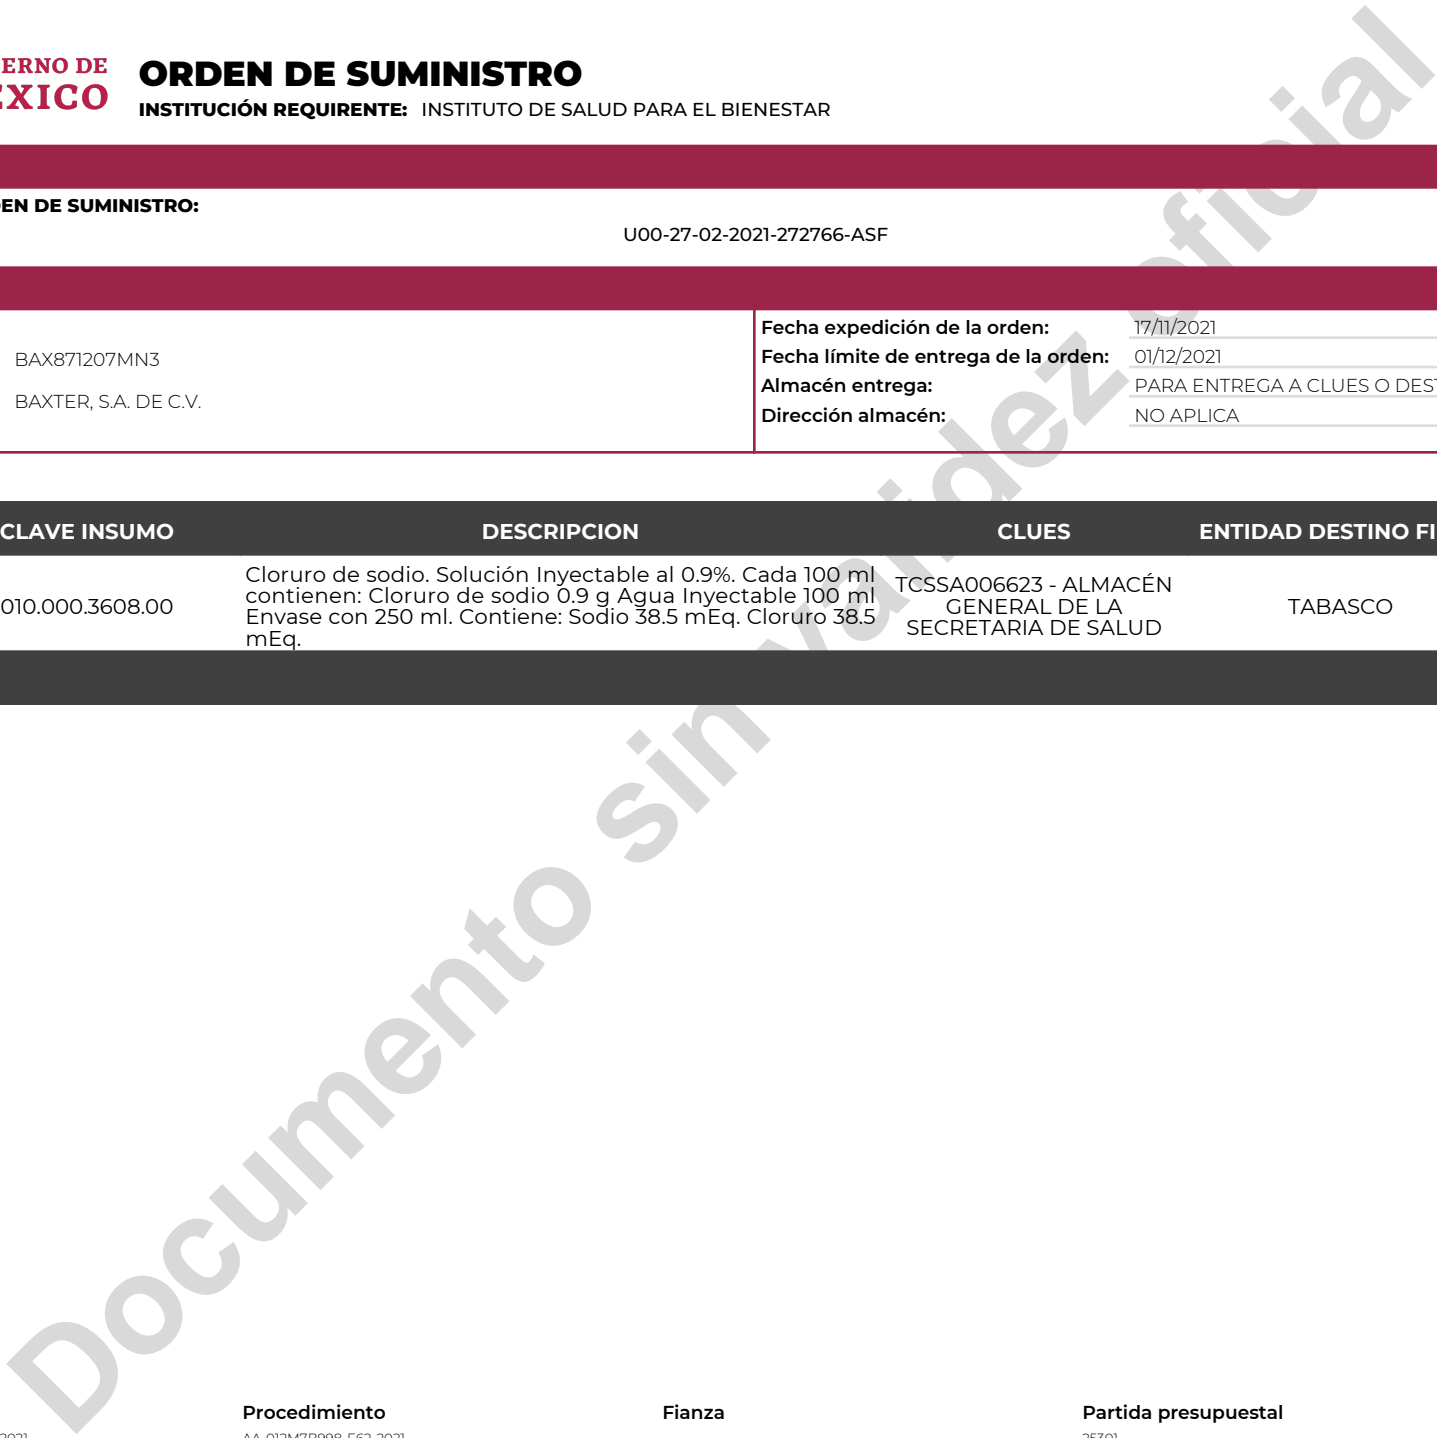 ERNO DE
EXICO
ORDEN DE SUMINISTRO
INSTITUCIÓN REQUIRENTE: INSTITUTO DE SALUD PARA EL BIENESTAR
EN DE SUMINISTRO:
U00-27-02-2021-272766-ASF
BAX871207MN3
BAXTER, S.A. DE C.V.
Fecha expedición de la orden: 17/11/2021
Fecha límite de entrega de la orden: 01/12/2021
Almacén entrega: PARA ENTREGA A CLUES O DEST
Dirección almacén: NO APLICA
CLAVE INSUMO DESCRIPCION CLUES ENTIDAD DESTINO FI
010.000.3608.00
Cloruro de sodio. Solución Inyectable al 0.9%. Cada 100 ml
contienen: Cloruro de sodio 0.9 g Agua Inyectable 100 ml
Envase con 250 ml. Contiene: Sodio 38.5 mEq. Cloruro 38.5
mEq.
TCSSA006623 - ALMACÉN
GENERAL DE LA
SECRETARIA DE SALUD
TABASCO
Documento sin validez oficial
Procedimiento Fianza Partida presupuestal